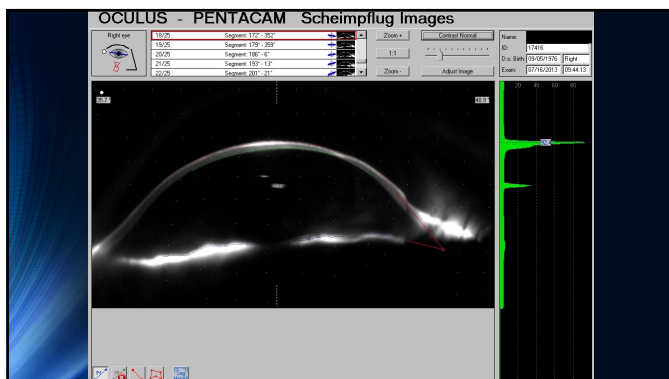 OCULUS - PENTACAM Scheimpflug Images
Right eye
18/25 Segment: 172° - 352°
19/25 Segment: 179° - 359°
20/25 Segment: 186° - 6°
21/25 Segment: 193° - 13°
22/25 Segment: 201° - 21°
Zoom +
1:1
Zoom -
Contrast Normal
Adjust Image
Name:
ID: 17416
D.o. Birth: 09/05/1976 Right
Exam: 07/16/2013 09:44:13
20 40 60 80